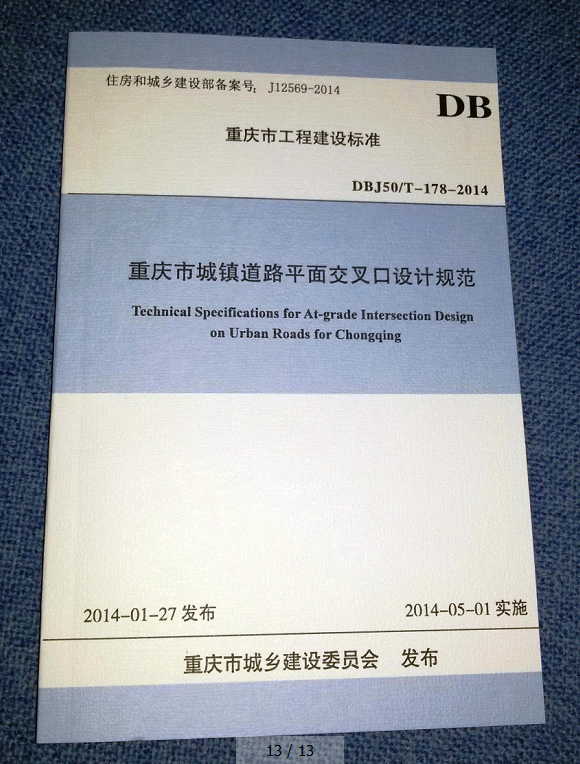 住房和城乡建设部备案号：J12569-2014
DB
重庆市工程建设标准
DBJ50/T-178-2014
重庆市城镇道路平面交叉口设计规范
Technical Specifications for At-grade Intersection Design
on Urban Roads for Chongqing
2014-01-27 发布
2014-05-01 实施
重庆市城乡建设委员会 发布
13 / 13